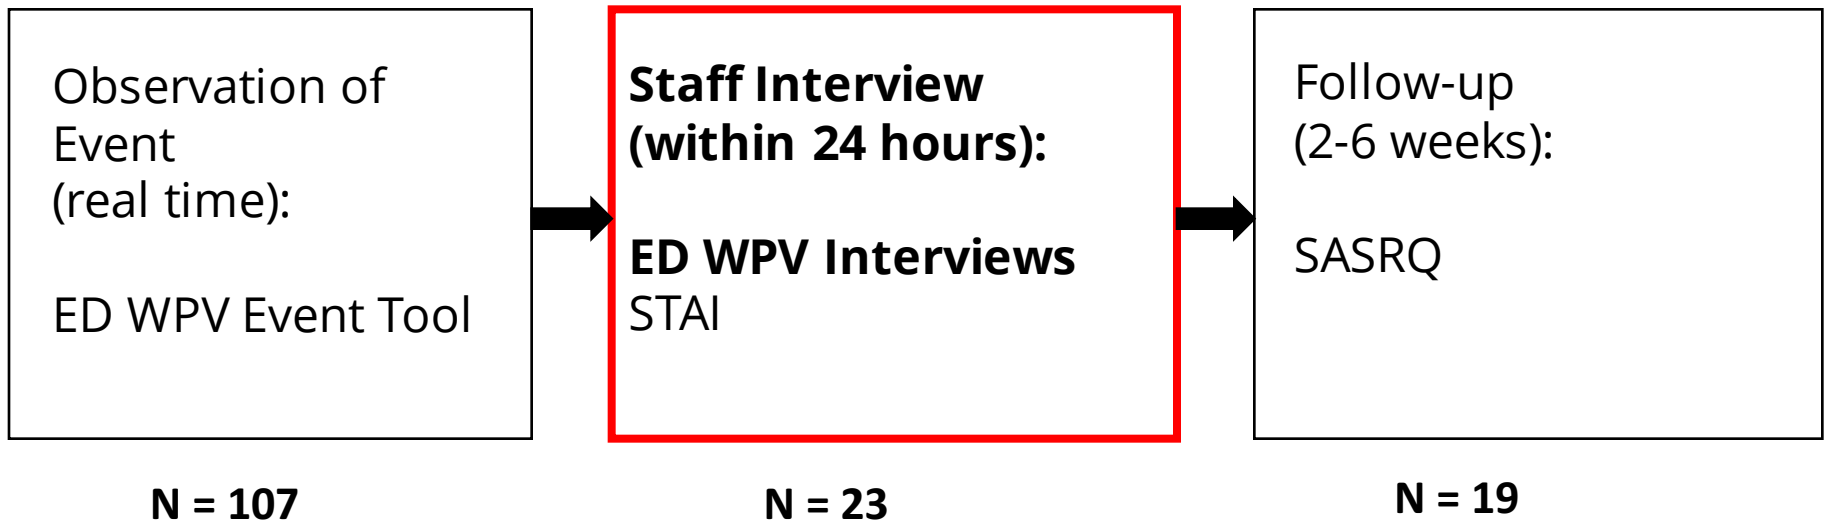 Observation of
Event
(real time):
ED WPV Event Tool
N = 107
Staff Interview
(within 24 hours):
ED WPV Interviews
STAI
N = 23
Follow-up
(2-6 weeks):
SASRQ
N = 19